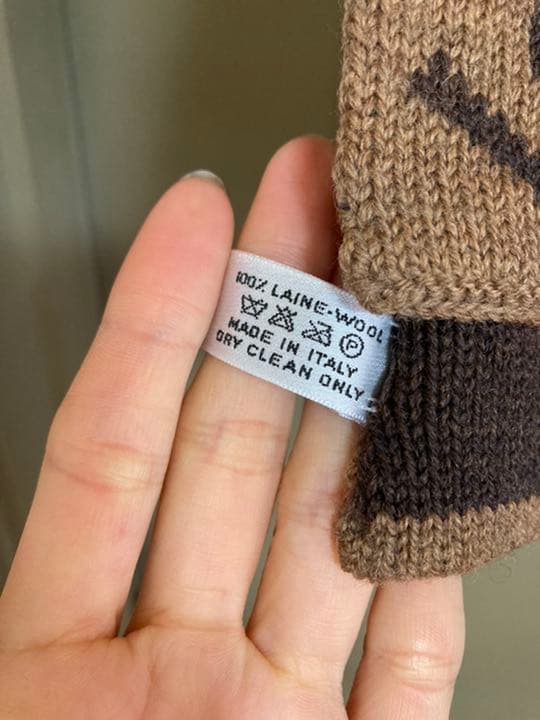 100% LAINE-WOOL
P
MADE IN ITALY
DRY CLEAN ONLY